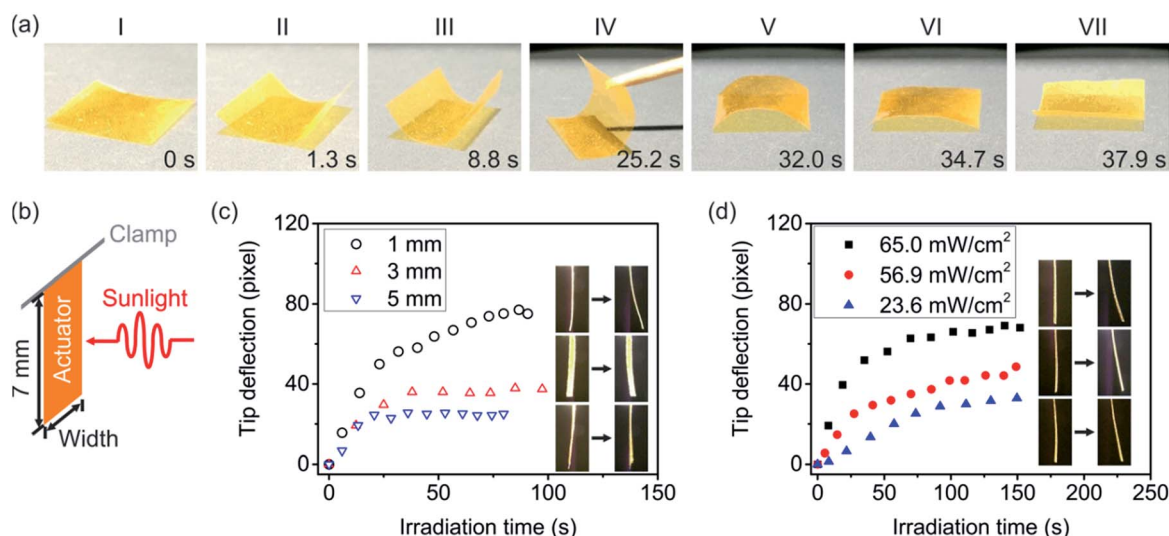 (a)
I II III IV V VI VII
0 s 1.3 s 8.8 s 25.2 s 32.0 s 34.7 s 37.9 s
(b)
Clamp
Sunlight
Actuator
7 mm
Width
(c)
Tip deflection (pixel)
120
80
40
0
1 mm
3 mm
5 mm
0 50 100 150
Irradiation time (s)
(d)
Tip deflection (pixel)
120
80
40
0
65.0 mW/cm²
56.9 mW/cm²
23.6 mW/cm²
0 50 100 150 200 250
Irradiation time (s)